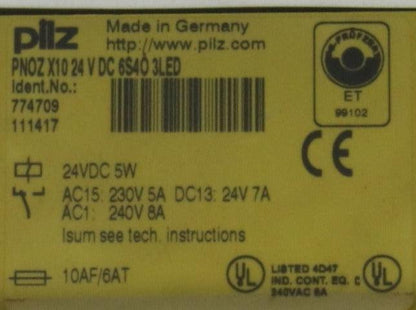 pilz
Made in Germany
http://www.pilz.com
PNOZ X10 24 V DC 6S4Ö 3LED
Ident.No.:
774709
111417
ET
99102
CE
24VDC 5W
AC15: 230V 5A DC13: 24V 7A
AC1: 240V 8A
Isum see tech. instructions
10AF/6AT
UL
LISTED 4D47
IND. CONT. EQ.
240VAC 6A
UL